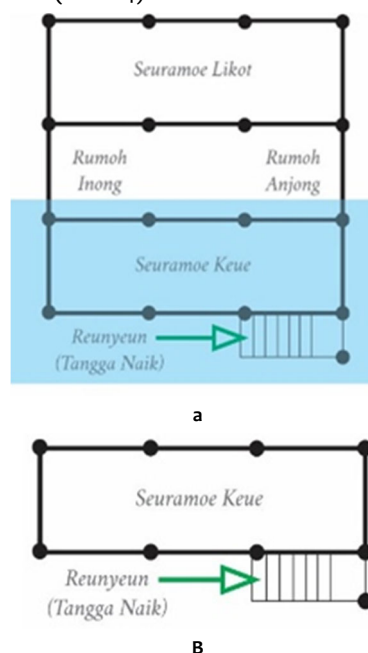 Seuramoe Likot
Rumoh
Inong
Rumoh
Anjong
Seuramoe Keue
Reunyeun
(Tangga Naik)
a
Seuramoe Keue
Reunyeun
(Tangga Naik)
B